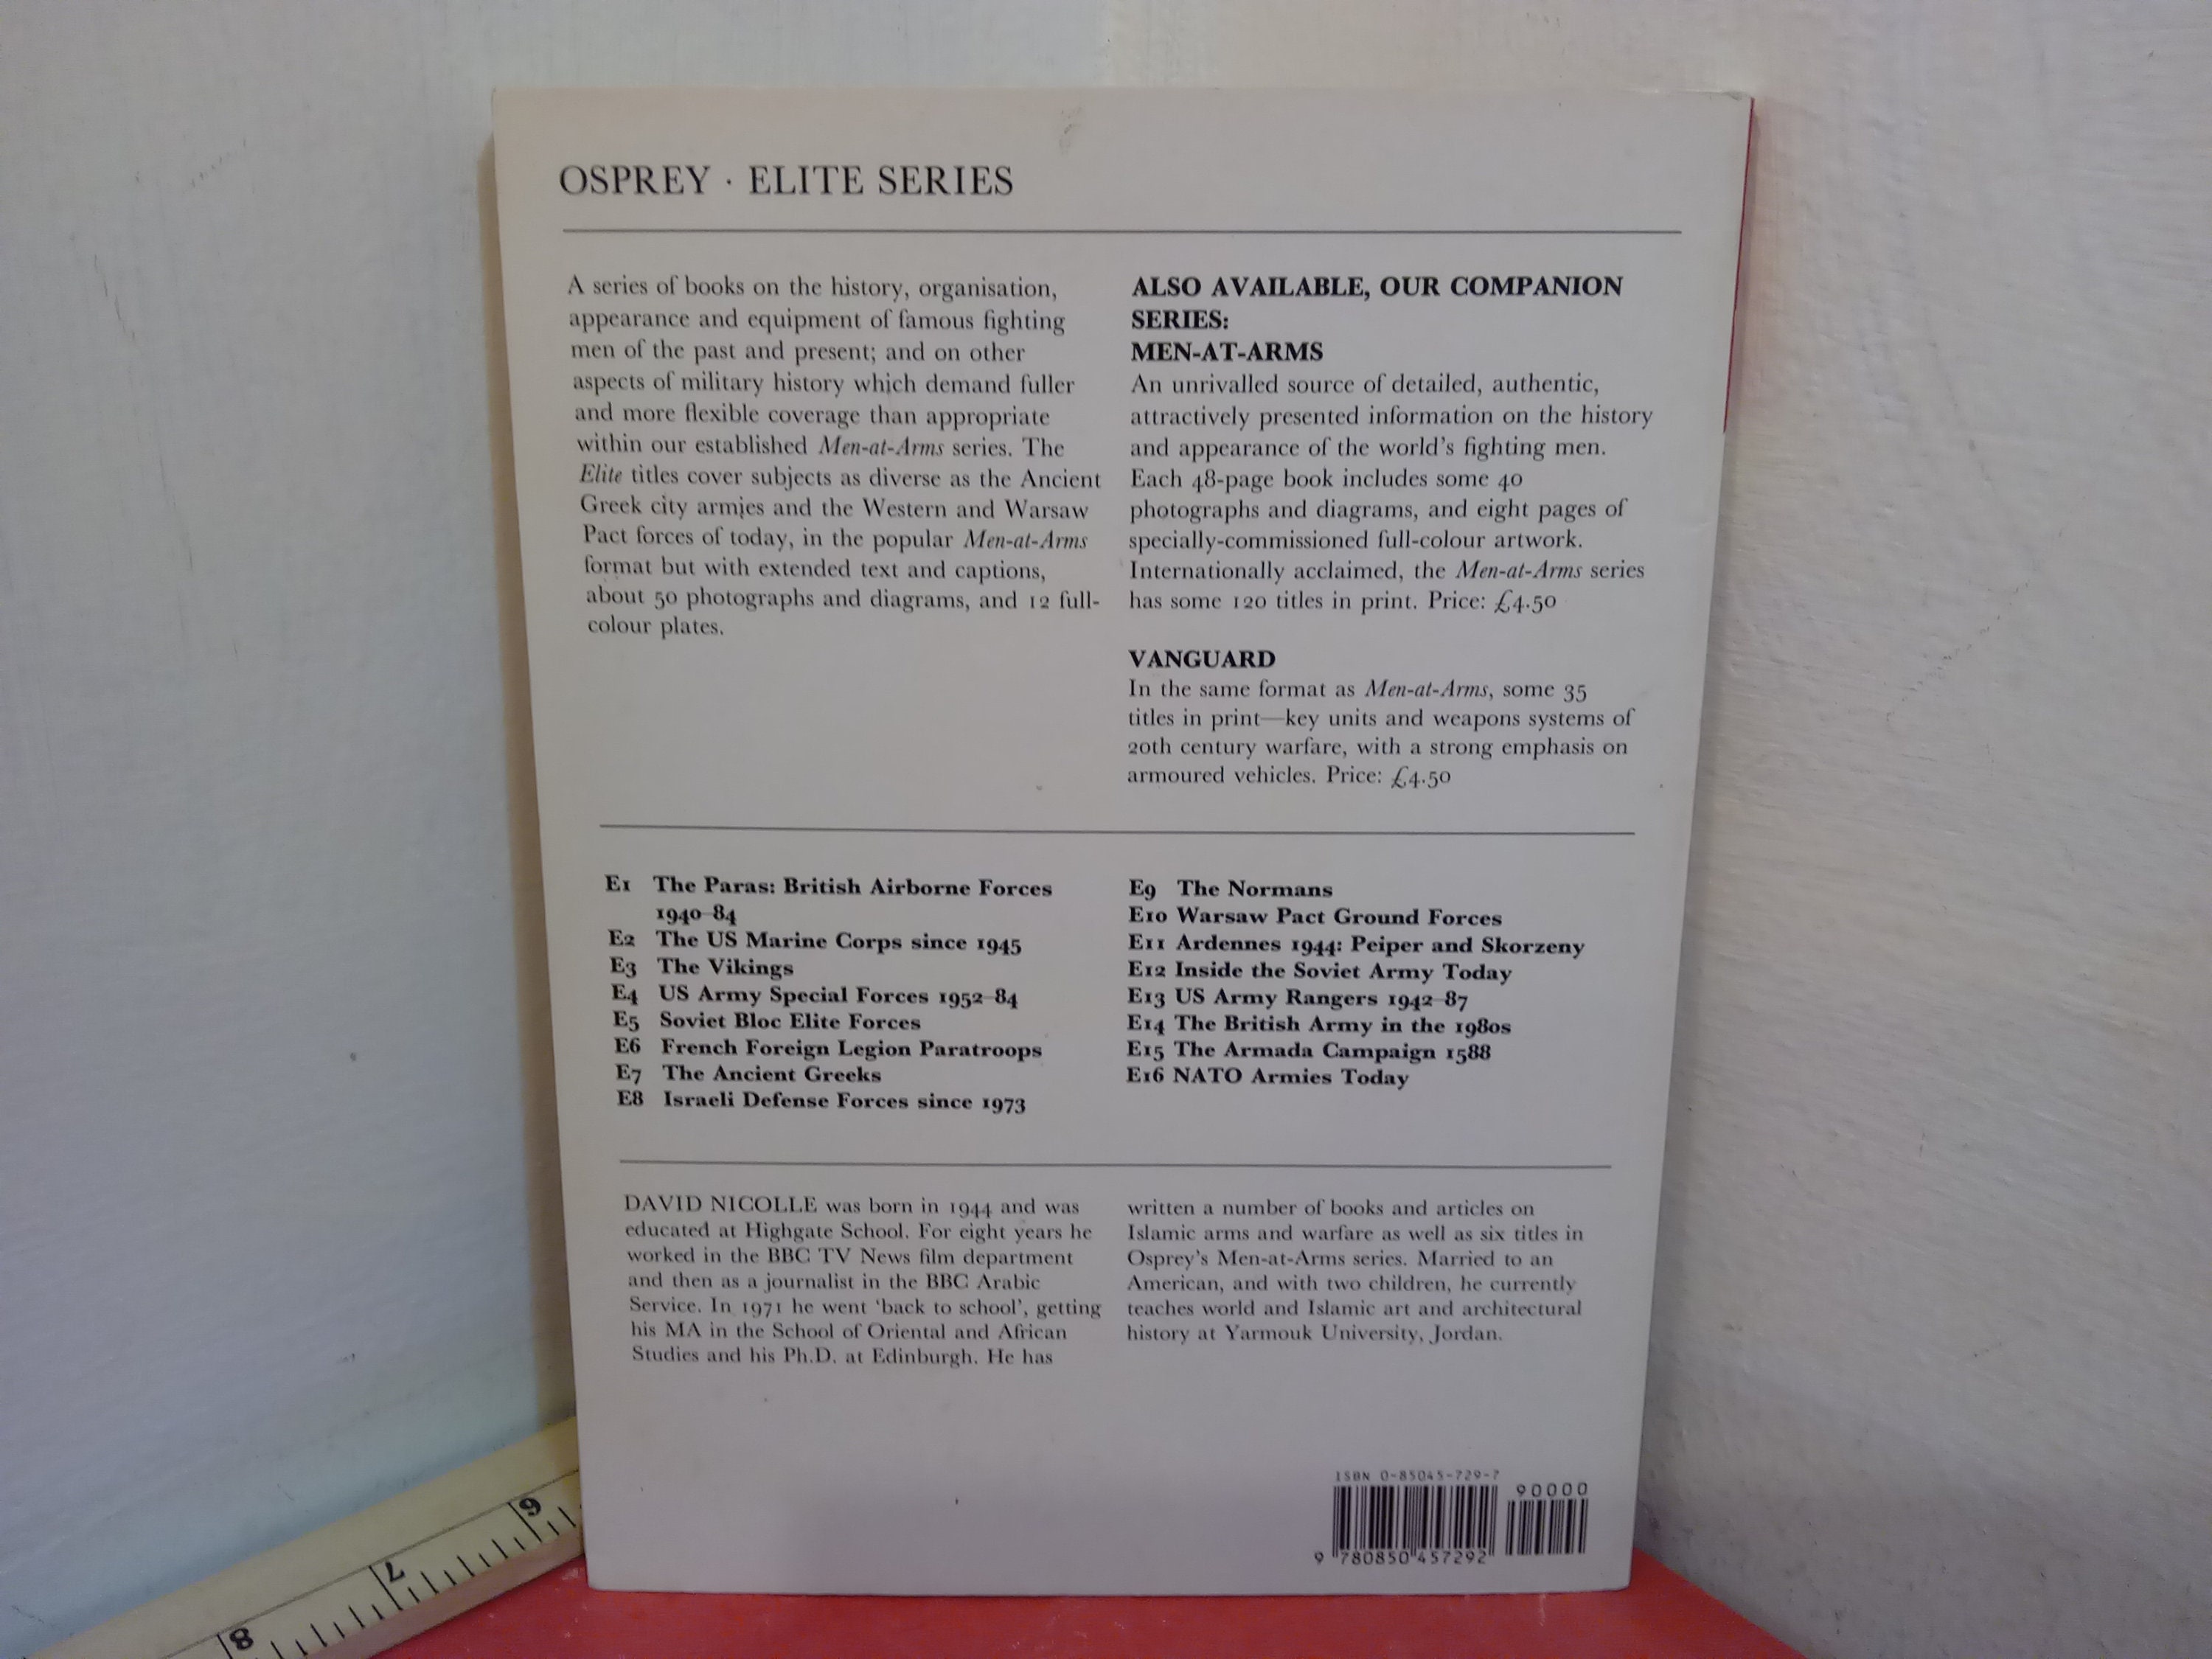 OSPREY · ELITE SERIES
A series of books on the history, organisation,
appearance and equipment of famous fighting
men of the past and present; and on other
aspects of military history which demand fuller
and more flexible coverage than appropriate
within our established Men-at-Arms series. The
Elite titles cover subjects as diverse as the Ancient
Greek city armies and the Western and Warsaw
Pact forces of today, in the popular Men-at-Arms
format but with extended text and captions,
about 50 photographs and diagrams, and 12 full-
colour plates.
ALSO AVAILABLE, OUR COMPANION
SERIES:
MEN-AT-ARMS
An unrivalled source of detailed, authentic,
attractively presented information on the history
and appearance of the world's fighting men.
Each 48-page book includes some 40
photographs and diagrams, and eight pages of
specially-commissioned full-colour artwork.
Internationally acclaimed, the Men-at-Arms series
has some 120 titles in print. Price: £4.50
VANGUARD
In the same format as Men-at-Arms, some 35
titles in print—key units and weapons systems of
20th century warfare, with a strong emphasis on
armoured vehicles. Price: £4.50
E1 The Paras: British Airborne Forces
1940–84
E2 The US Marine Corps since 1945
E3 The Vikings
E4 US Army Special Forces 1952–84
E5 Soviet Bloc Elite Forces
E6 French Foreign Legion Paratroops
E7 The Ancient Greeks
E8 Israeli Defense Forces since 1973
E9 The Normans
E10 Warsaw Pact Ground Forces
E11 Ardennes 1944: Peiper and Skorzeny
E12 Inside the Soviet Army Today
E13 US Army Rangers 1942–87
E14 The British Army in the 1980s
E15 The Armada Campaign 1588
E16 NATO Armies Today
DAVID NICOLLE was born in 1944 and was
educated at Highgate School. For eight years he
worked in the BBC TV News film department
and then as a journalist in the BBC Arabic
Service. In 1971 he went 'back to school', getting
his MA in the School of Oriental and African
Studies and his Ph.D. at Edinburgh. He has
written a number of books and articles on
Islamic arms and warfare as well as six titles in
Osprey's Men-at-Arms series. Married to an
American, and with two children, he currently
teaches world and Islamic art and architectural
history at Yarmouk University, Jordan.
ISBN 0-85045-729-7
90000
9 780850 457292
6
7
8